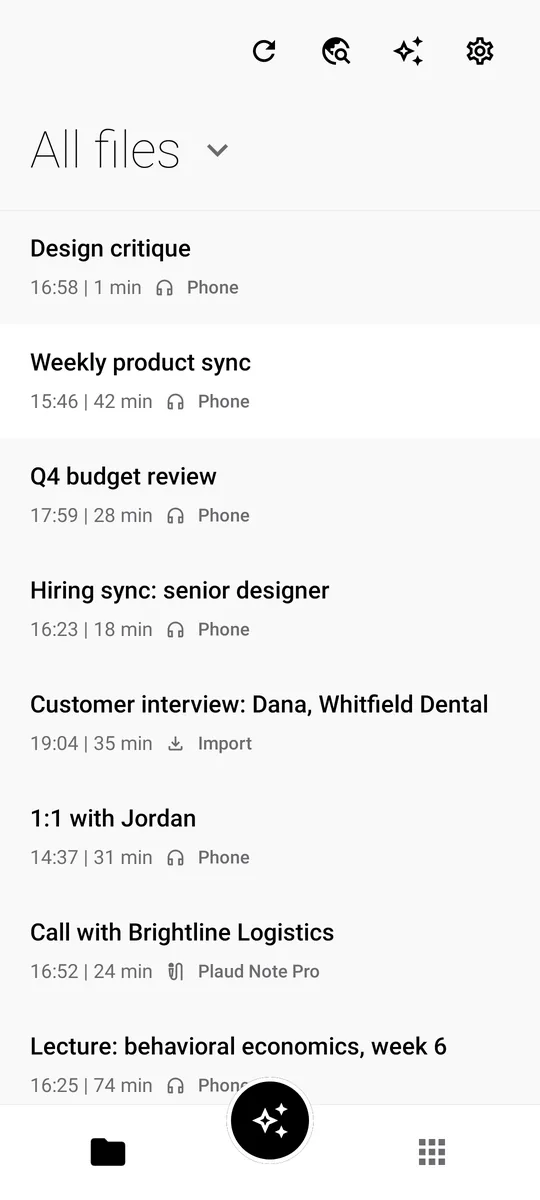 All files
Design critique
16:58 | 1 min Phone
Weekly product sync
15:46 | 42 min Phone
Q4 budget review
17:59 | 28 min Phone
Hiring sync: senior designer
16:23 | 18 min Phone
Customer interview: Dana, Whitfield Dental
19:04 | 35 min Import
1:1 with Jordan
14:37 | 31 min Phone
Call with Brightline Logistics
16:52 | 24 min Plaud Note Pro
Lecture: behavioral economics, week 6
16:25 | 74 min Phone